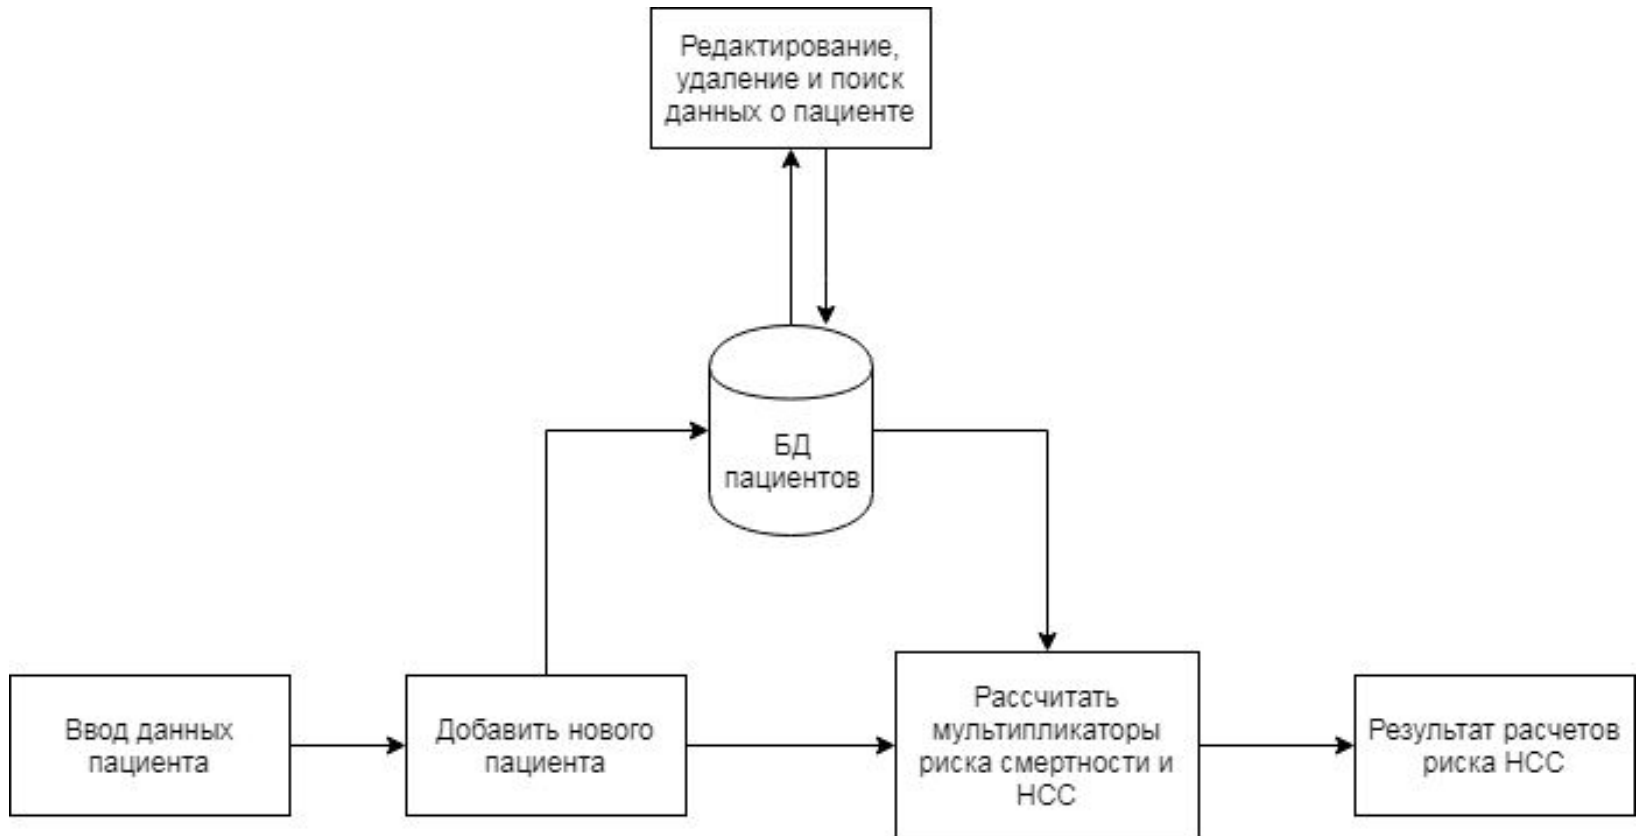 Редактирование,
удаление и поиск
данных о пациенте
БД
пациентов
Ввод данных
пациента
Добавить нового
пациента
Рассчитать
мультипликаторы
риска смертности и
НСС
Результат расчетов
риска НСС